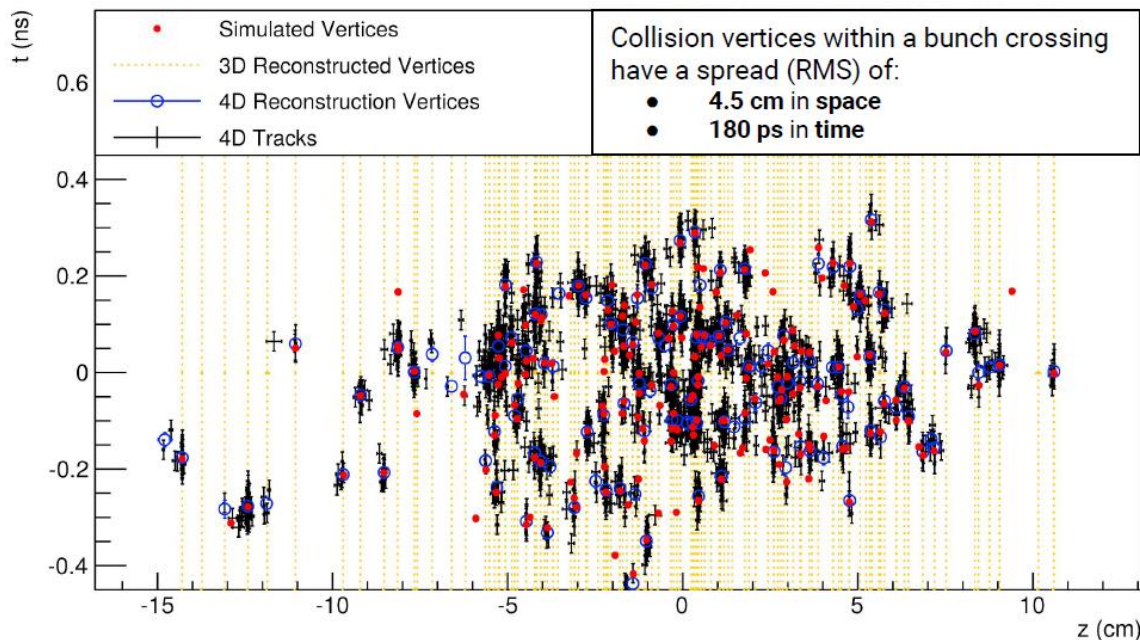 t (ns)
0.6
0.4
0.2
0
-0.2
-0.4
Simulated Vertices
3D Reconstructed Vertices
4D Reconstruction Vertices
4D Tracks
Collision vertices within a bunch crossing
have a spread (RMS) of:
● 4.5 cm in space
● 180 ps in time
-15
-10
-5
0
5
10
z (cm)